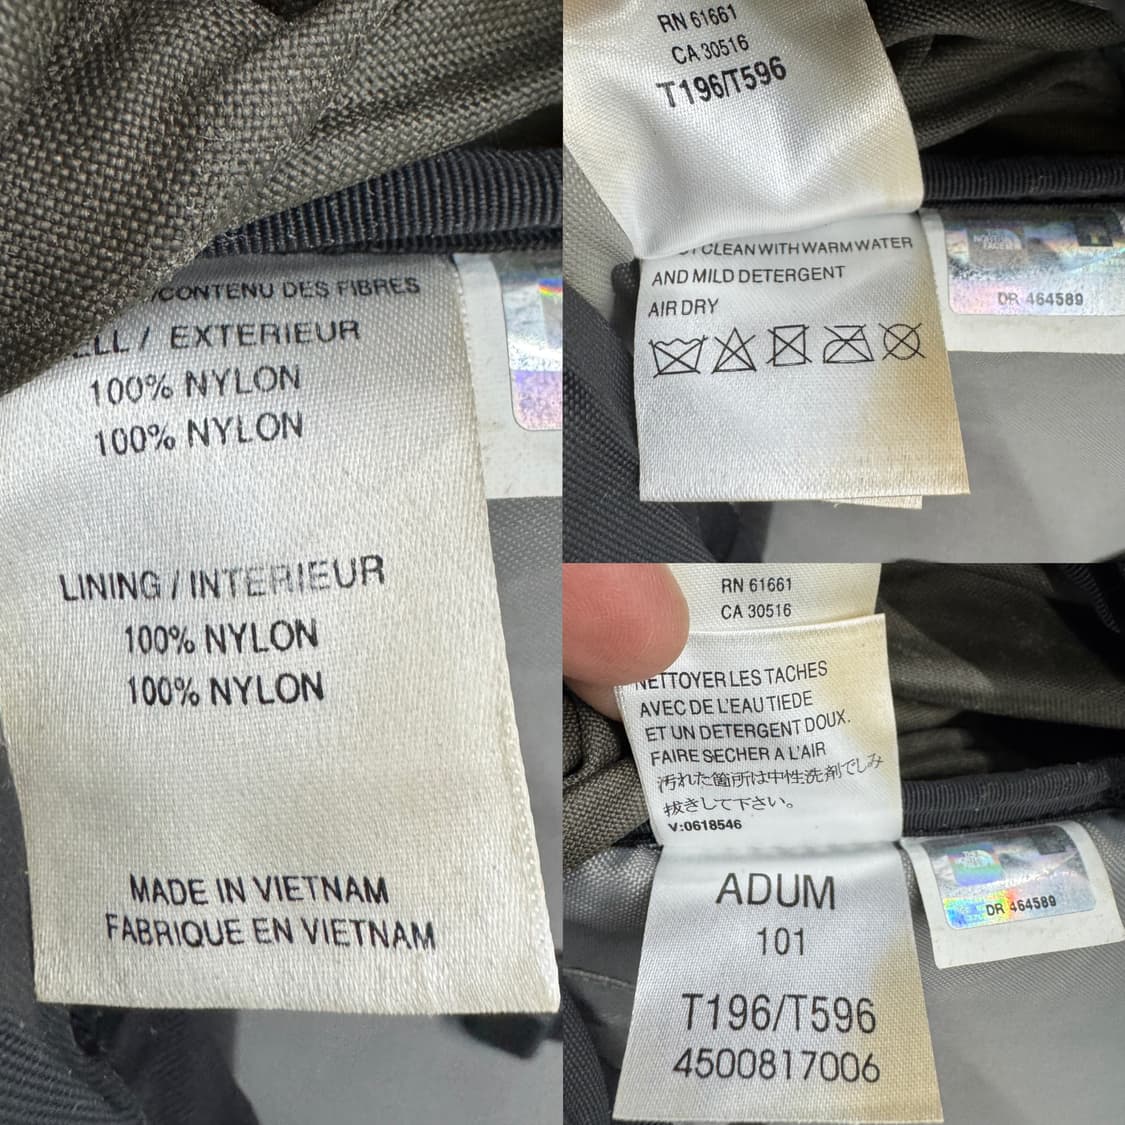 /CONTENU DES FIBRES
ELL / EXTERIEUR
100% NYLON
100% NYLON
LINING / INTERIEUR
100% NYLON
100% NYLON
MADE IN VIETNAM
FABRIQUE EN VIETNAM
RN 61661
CA 30516
T196/T596
CLEAN WITH WARM WATER
AND MILD DETERGENT
AIR DRY
DR 464589
RN 61661
CA 30516
NETTOYER LES TACHES
AVEC DE L'EAU TIEDE
ET UN DETERGENT DOUX.
FAIRE SECHER A L'AIR
汚れた箇所は中性洗剤でしみ
抜きして下さい。
V:0618546
ADUM
101
T196/T596
4500817006
DR 464589